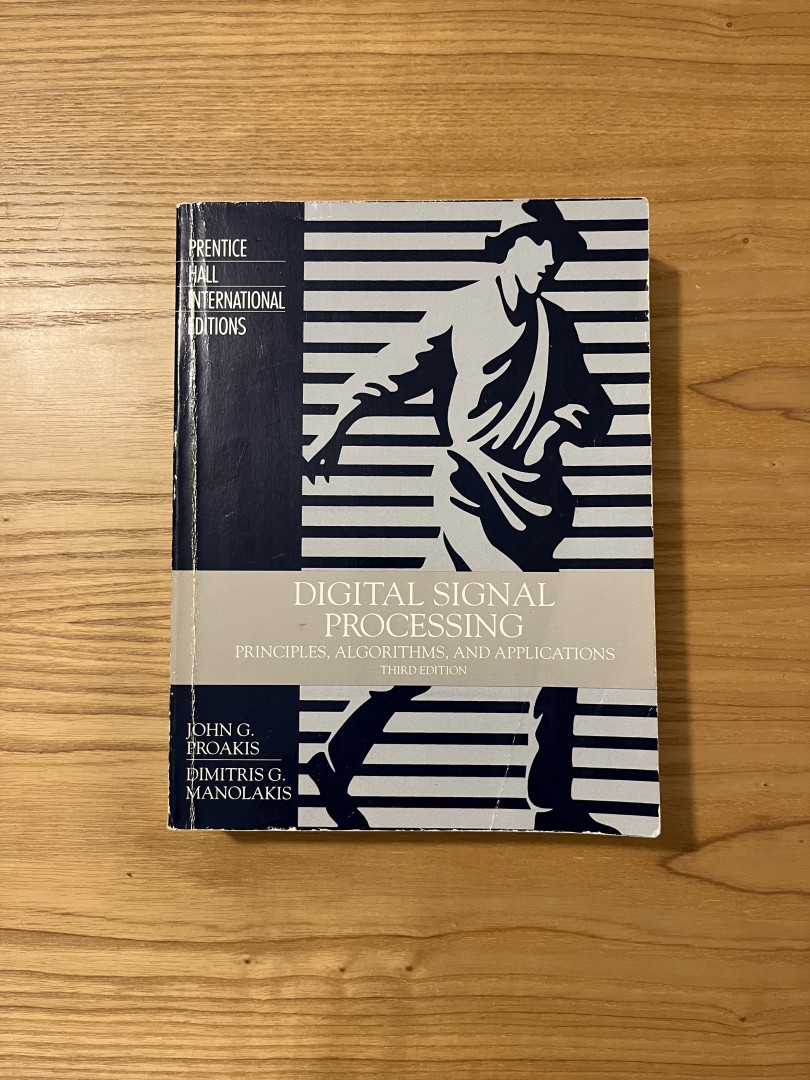 PRENTICE
HALL
INTERNATIONAL
EDITIONS
DIGITAL SIGNAL
PROCESSING
PRINCIPLES, ALGORITHMS, AND APPLICATIONS
THIRD EDITION
JOHN G.
PROAKIS
DIMITRIS G.
MANOLAKIS